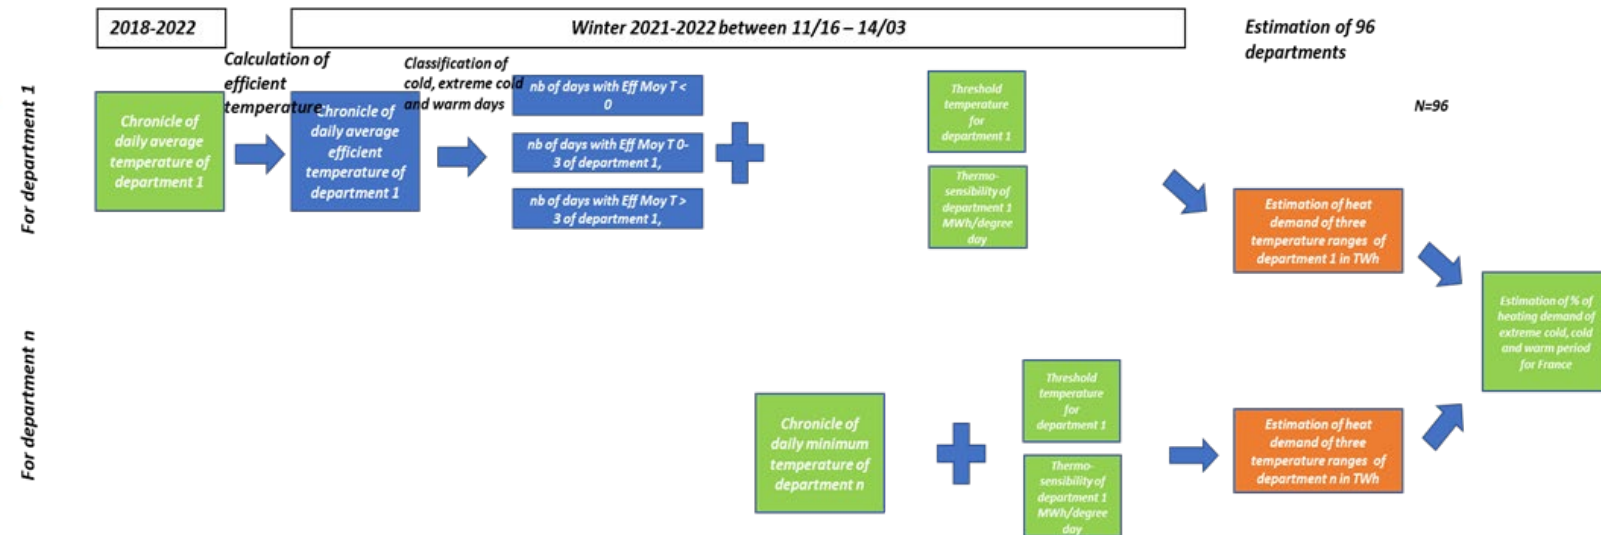 2018-2022
Winter 2021-2022 between 11/16 – 14/03
Estimation of 96
departments
N=96
For department 1
Calculation of
efficient
temperature
Classification of
cold, extreme cold
and warm days
Chronicle of
daily average
temperature of
department 1
Chronicle of
daily average
efficient
temperature of
department 1
nb of days with Eff Moy T <
0
nb of days with Eff Moy T 0-
3 of department 1,
nb of days with Eff Moy T >
3 of department 1,
Threshold
temperature
for
department 1
Thermo-
sensibility of
department 1
MWh/degree
day
Estimation of heat
demand of three
temperature ranges of
department 1 in TWh
Estimation of % of
heating demand of
extreme cold, cold
and warm period
for France
For department n
Chronicle of
daily minimum
temperature of
department n
Threshold
temperature
for
department 1
Thermo-
sensibility of
department 1
MWh/degree
day
Estimation of heat
demand of three
temperature ranges of
department n in TWh